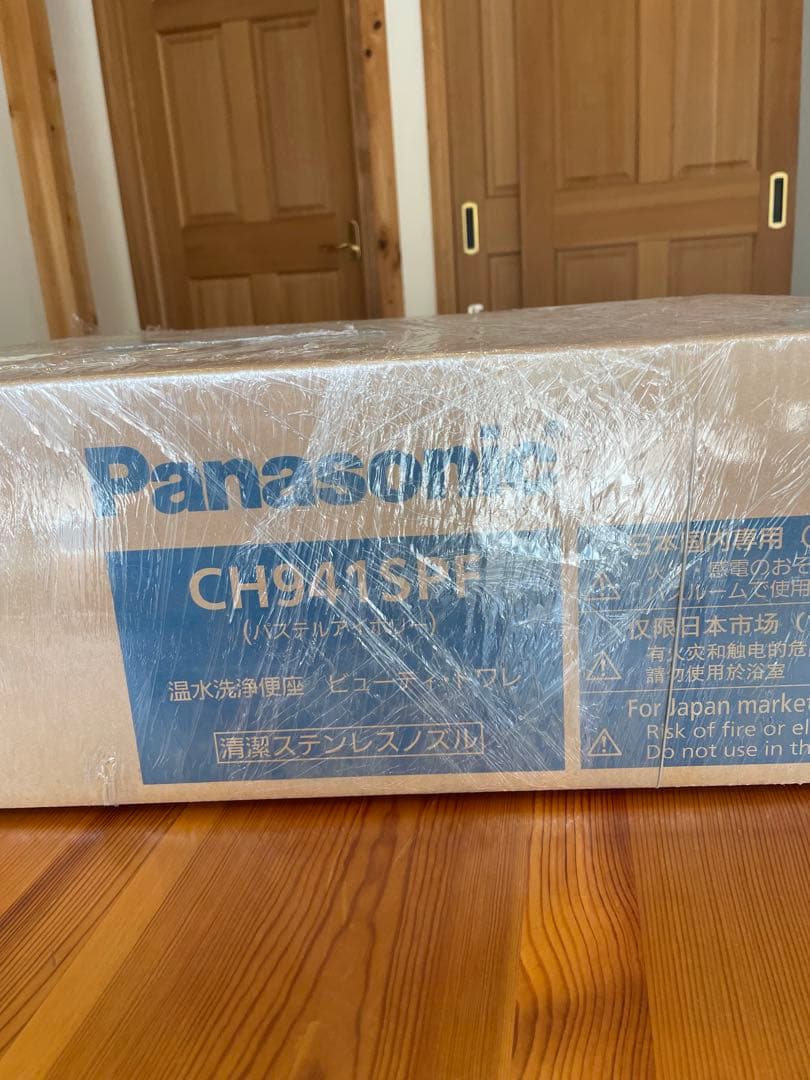 Panasonic
CH941SPF
(パステルアイボリー)
温水洗浄便座 ビューティ・トワレ
清潔ステンレスノズル
日本国内専用(
火災・感電のおそ
バスルームで使用
仅限日本市场(
有火灾和触电的危
請勿使用於浴室
For Japan market
Risk of fire or el
Do not use in th